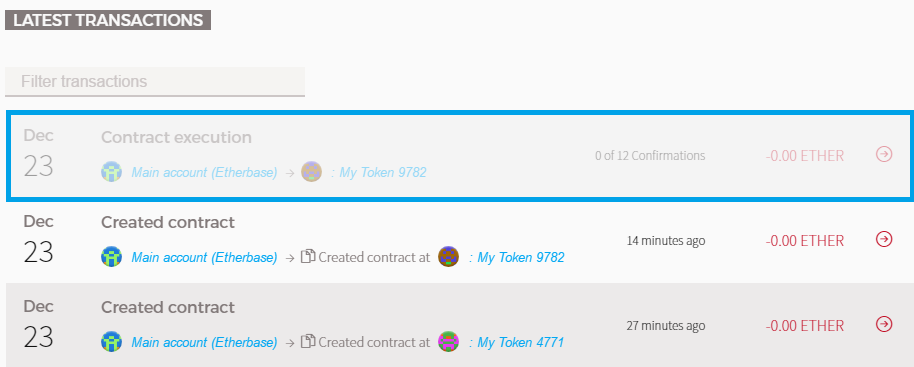 LATEST TRANSACTIONS
Filter transactions
Dec
23
Contract execution
Main account (Etherbase) → : My Token 9782
0 of 12 Confirmations
-0.00 ETHER
Dec
23
Created contract
Main account (Etherbase) → Created contract at : My Token 9782
14 minutes ago
-0.00 ETHER
Dec
23
Created contract
Main account (Etherbase) → Created contract at : My Token 4771
27 minutes ago
-0.00 ETHER